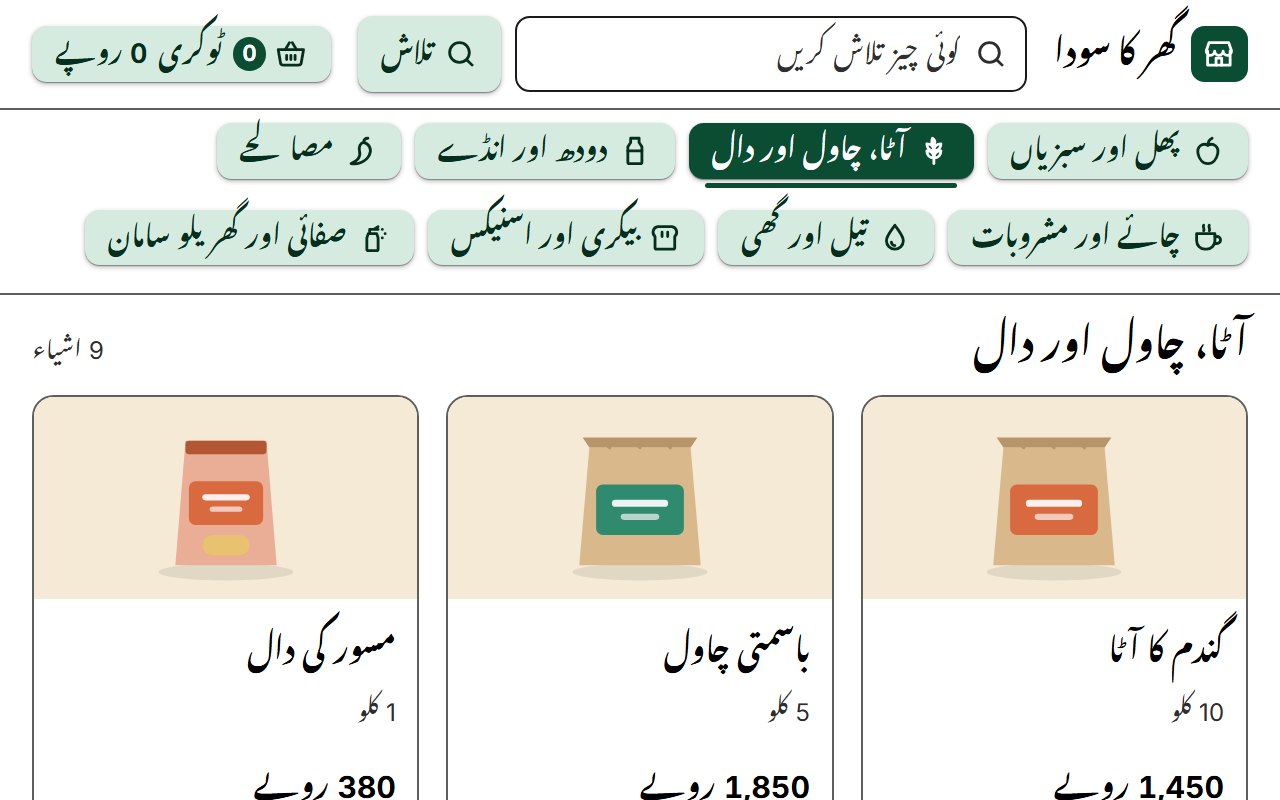 گھر کا سودا
کوئی چیز تلاش کریں
تلاش
0 ٹوکری 0 روپے
پھل اور سبزیاں
آٹا، چاول اور دال
دودھ اور انڈے
مصالحے
چائے اور مشروبات
تیل اور گھی
بیکری اور اسنیکس
صفائی اور گھریلو سامان
آٹا، چاول اور دال
9 اشیاء
گندم کا آٹا
10 کلو
1,450 روپے
باسمتی چاول
5 کلو
1,850 روپے
مسور کی دال
1 کلو
380 روپے